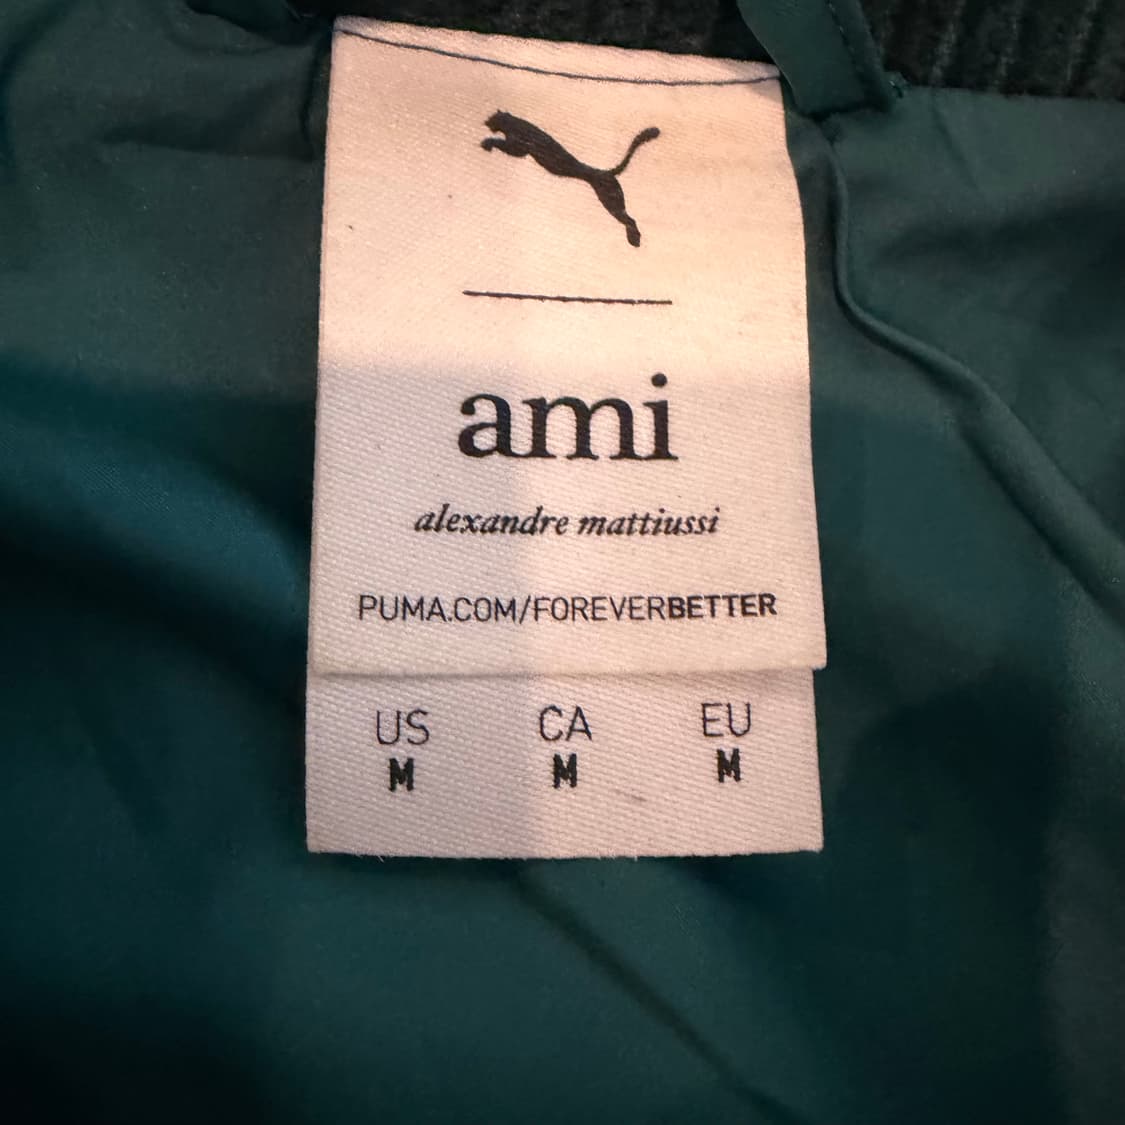 ami
alexandre mattiussi
PUMA.COM/FOREVERBETTER
US CA EU
M M M